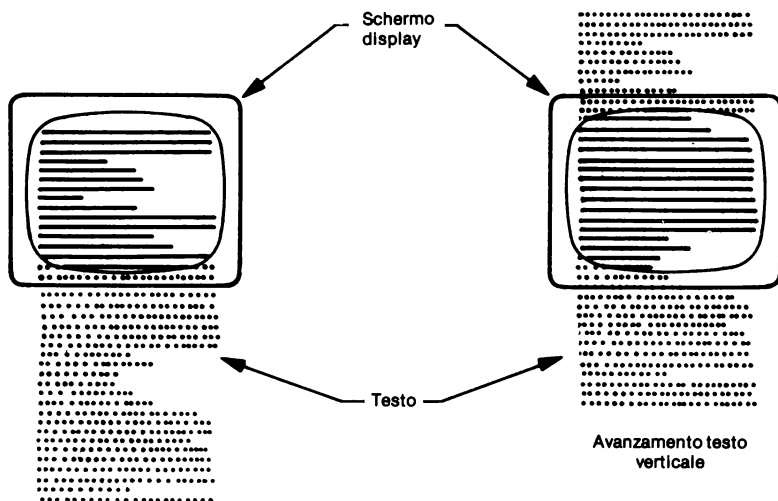 Schermo
display
Testo
Avanzamento testo
verticale